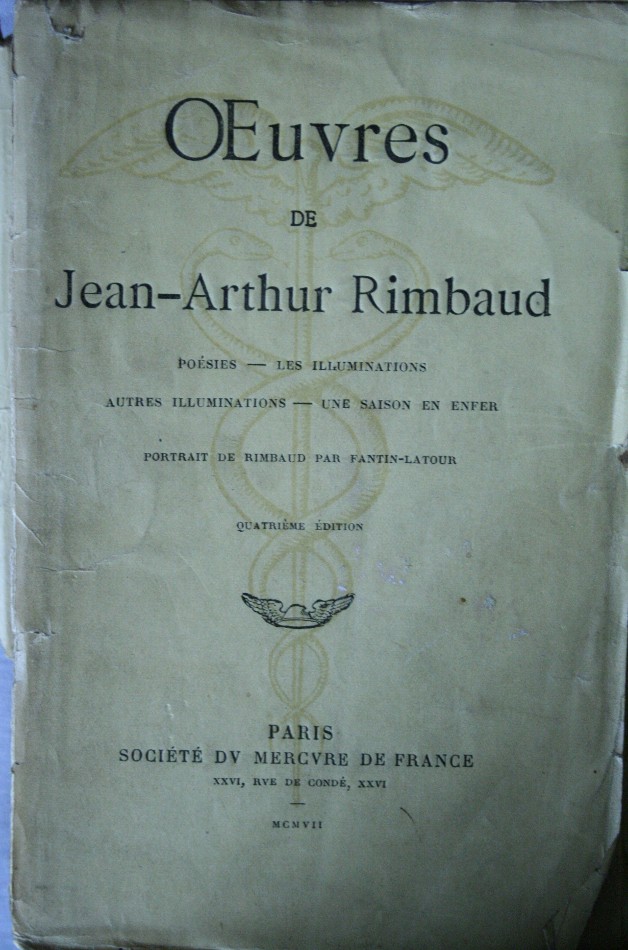 Œuvres
DE
Jean-Arthur Rimbaud
POÉSIES — LES ILLUMINATIONS
AUTRES ILLUMINATIONS — UNE SAISON EN ENFER
PORTRAIT DE RIMBAUD PAR FANTIN-LATOUR
QUATRIÈME ÉDITION
PARIS
SOCIÉTÉ DV MERCVRE DE FRANCE
XXVI, RVE DE CONDÉ, XXVI
MCMVII